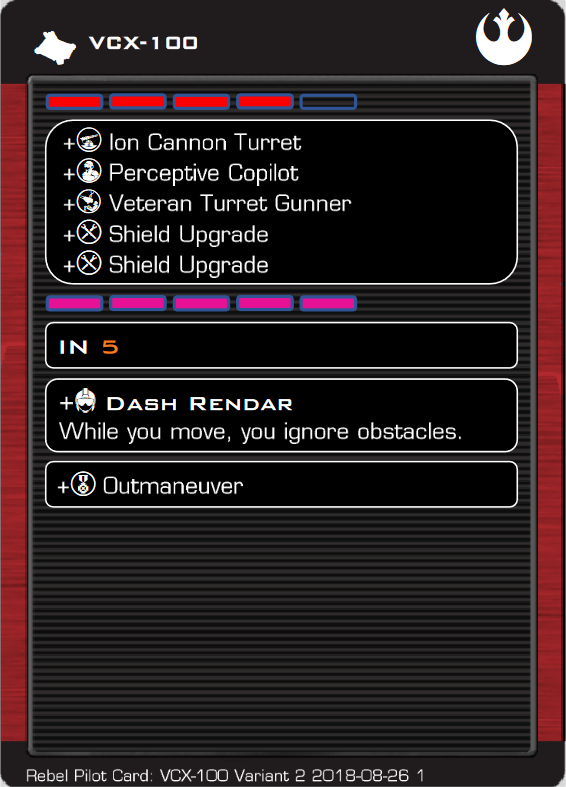 VCX-100
+ Ion Cannon Turret
+ Perceptive Copilot
+ Veteran Turret Gunner
+ Shield Upgrade
+ Shield Upgrade
IN 5
+ DASH RENDAR
While you move, you ignore obstacles.
+ Outmaneuver
Rebel Pilot Card: VCX-100 Variant 2 2018-08-26 1